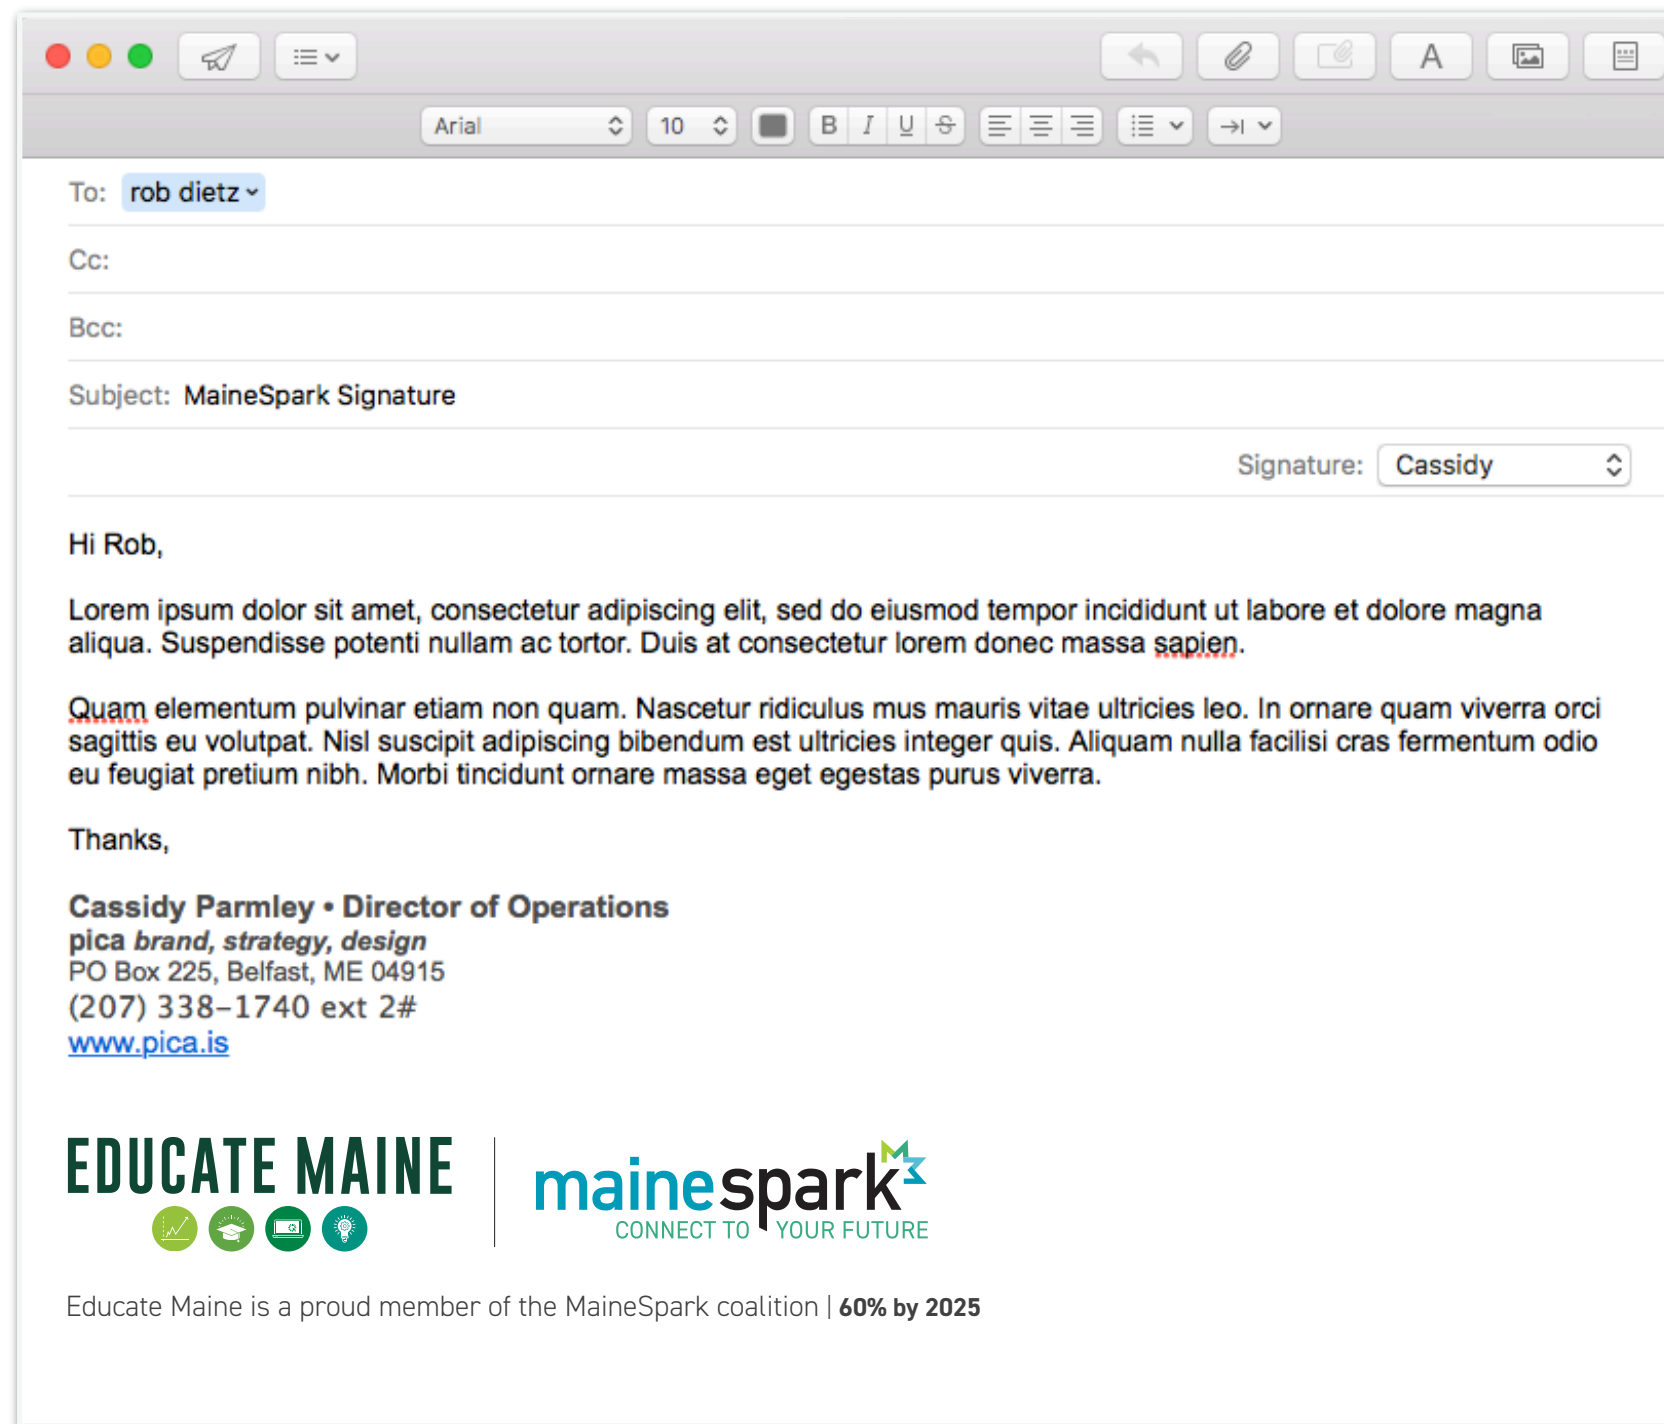 Arial 10 B I U S
A
To: rob dietz
Cc:
Bcc:
Subject: MaineSpark Signature
Signature: Cassidy
Hi Rob,
Lorem ipsum dolor sit amet, consectetur adipiscing elit, sed do eiusmod tempor incididunt ut labore et dolore magna
aliqua. Suspendisse potenti nullam ac tortor. Duis at consectetur lorem donec massa sapien.
Quam elementum pulvinar etiam non quam. Nascetur ridiculus mus mauris vitae ultricies leo. In ornare quam viverra orci
sagittis eu volutpat. Nisl suscipit adipiscing bibendum est ultricies integer quis. Aliquam nulla facilisi cras fermentum odio
eu feugiat pretium nibh. Morbi tincidunt ornare massa eget egestas purus viverra.
Thanks,
Cassidy Parmley • Director of Operations
pica brand, strategy, design
PO Box 225, Belfast, ME 04915
(207) 338-1740 ext 2#
www.pica.is
EDUCATE MAINE
mainespark
CONNECT TO YOUR FUTURE
Educate Maine is a proud member of the MaineSpark coalition | 60% by 2025